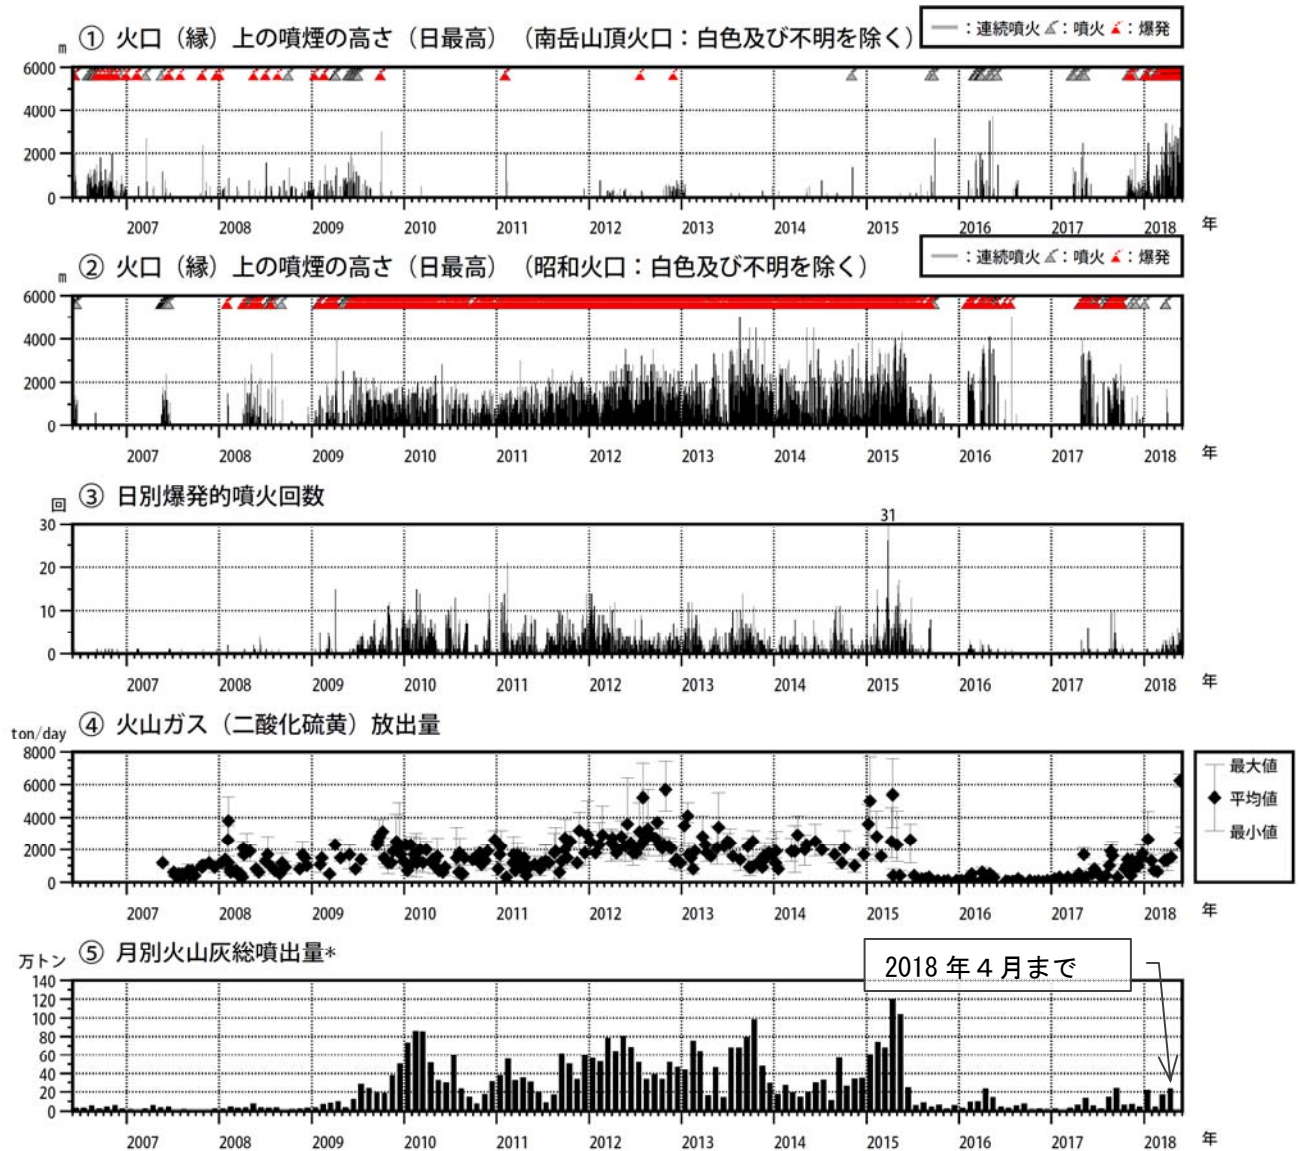 ① 火口（縁）上の噴煙の高さ（日最高）（南岳山頂火口：白色及び不明を除く）
：連続噴火 ：噴火 ：爆発
m
6000
4000
2000
0
2007 2008 2009 2010 2011 2012 2013 2014 2015 2016 2017 2018 年
② 火口（縁）上の噴煙の高さ（日最高）（昭和火口：白色及び不明を除く）
：連続噴火 ：噴火 ：爆発
m
6000
4000
2000
0
2007 2008 2009 2010 2011 2012 2013 2014 2015 2016 2017 2018 年
③ 日別爆発的噴火回数
回
31
30
20
10
0
2007 2008 2009 2010 2011 2012 2013 2014 2015 2016 2017 2018 年
④ 火山ガス（二酸化硫黄）放出量
ton/day
8000
6000
4000
2000
0
最大値
平均値
最小値
2007 2008 2009 2010 2011 2012 2013 2014 2015 2016 2017 2018 年
⑤ 月別火山灰総噴出量*
万トン
2018 年 4 月まで
140
120
100
80
60
40
20
0
2007 2008 2009 2010 2011 2012 2013 2014 2015 2016 2017 2018 年